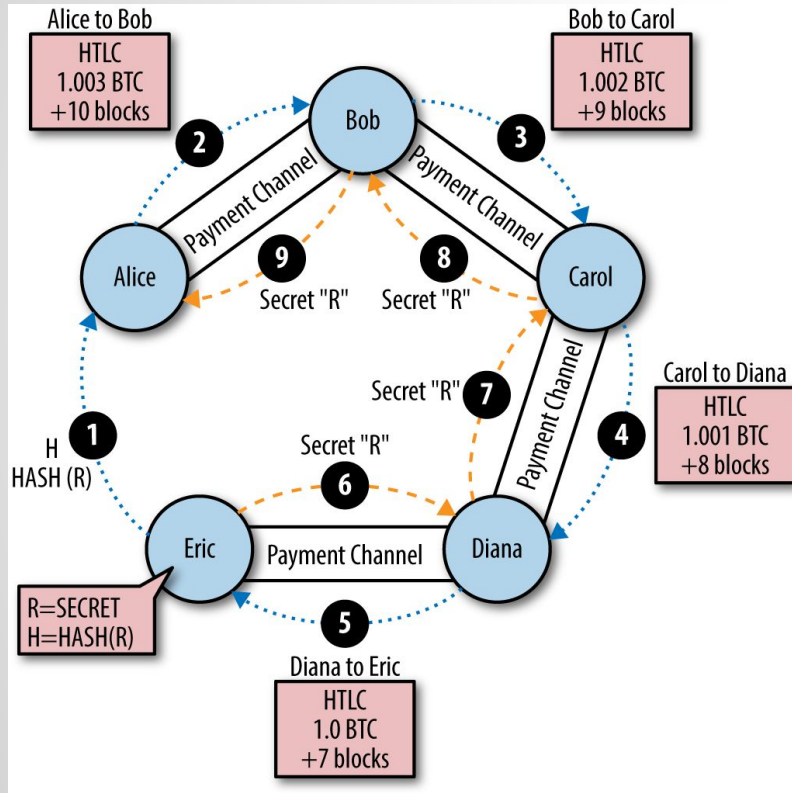 Alice to Bob
HTLC
1.003 BTC
+10 blocks
Bob to Carol
HTLC
1.002 BTC
+9 blocks
Bob
2
3
Payment Channel
Payment Channel
Alice
9
8
Carol
Secret "R"
Secret "R"
Carol to Diana
HTLC
1.001 BTC
+8 blocks
Secret "R"
7
Payment Channel
4
1
H
HASH (R)
Secret "R"
6
Eric
Payment Channel
Diana
R=SECRET
H=HASH(R)
5
Diana to Eric
HTLC
1.0 BTC
+7 blocks